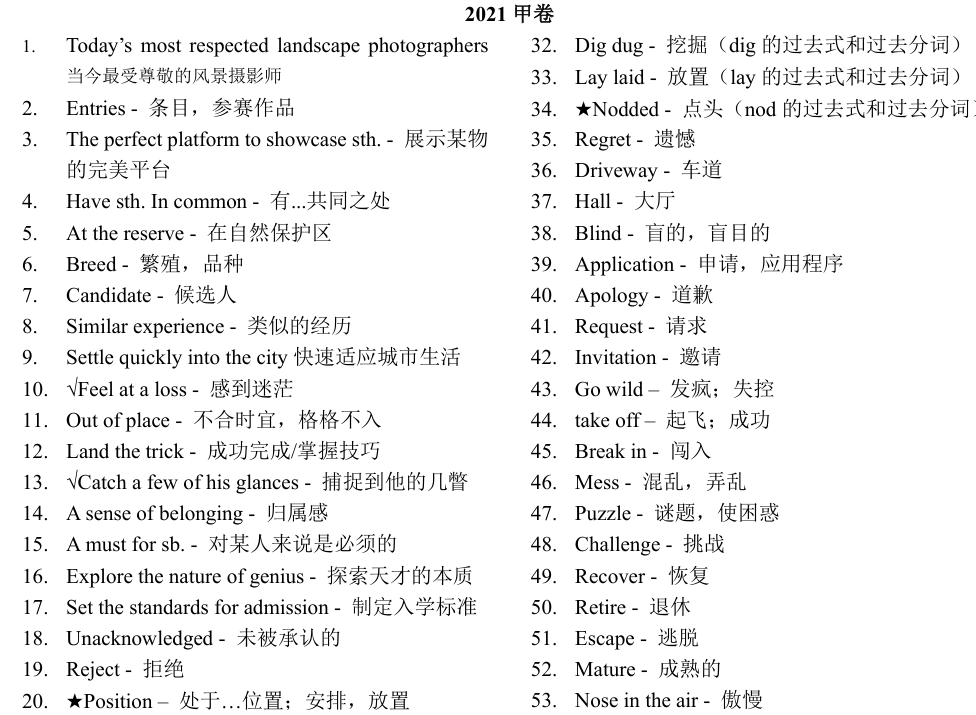 2021 甲卷
1. Today’s most respected landscape photographers
当今最受尊敬的风景摄影师
2. Entries - 条目，参赛作品
3. The perfect platform to showcase sth. - 展示某物
的完美平台
4. Have sth. In common - 有...共同之处
5. At the reserve - 在自然保护区
6. Breed - 繁殖，品种
7. Candidate - 候选人
8. Similar experience - 类似的经历
9. Settle quickly into the city 快速适应城市生活
10. √Feel at a loss - 感到迷茫
11. Out of place - 不合时宜，格格不入
12. Land the trick - 成功完成/掌握技巧
13. √Catch a few of his glances - 捕捉到他的几瞥
14. A sense of belonging - 归属感
15. A must for sb. - 对某人来说是必须的
16. Explore the nature of genius - 探索天才的本质
17. Set the standards for admission - 制定入学标准
18. Unacknowledged - 未被承认的
19. Reject - 拒绝
20. ★Position – 处于…位置；安排，放置
32. Dig dug - 挖掘（dig 的过去式和过去分词）
33. Lay laid - 放置（lay 的过去式和过去分词）
34. ★Nodded - 点头（nod 的过去式和过去分词）
35. Regret - 遗憾
36. Driveway - 车道
37. Hall - 大厅
38. Blind - 盲的，盲目的
39. Application - 申请，应用程序
40. Apology - 道歉
41. Request - 请求
42. Invitation - 邀请
43. Go wild – 发疯；失控
44. take off – 起飞；成功
45. Break in - 闯入
46. Mess - 混乱，弄乱
47. Puzzle - 谜题，使困惑
48. Challenge - 挑战
49. Recover - 恢复
50. Retire - 退休
51. Escape - 逃脱
52. Mature - 成熟的
53. Nose in the air - 傲慢